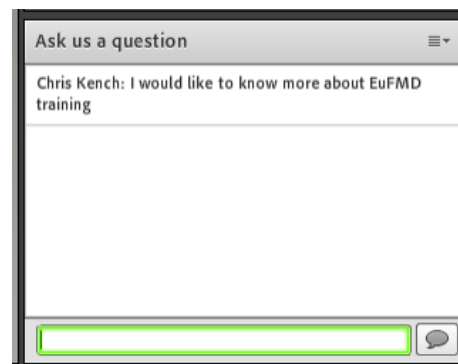 Ask us a question
Chris Kench: I would like to know more about EuFMD
training